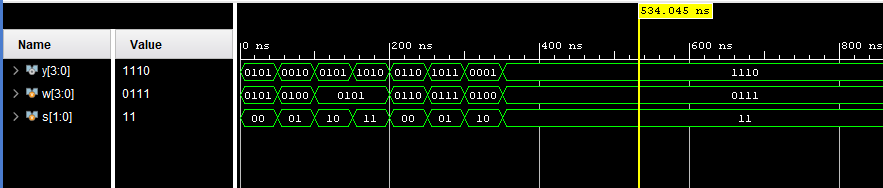 534.045 ns
Name Value 0 ns 200 ns 400 ns 600 ns 800 ns
y[3:0] 1110 0101 0010 0101 1010 0110 1011 0001 1110
w[3:0] 0111 0101 0100 0101 0110 0111 0100 0111
s[1:0] 11 00 01 10 11 00 01 10 11